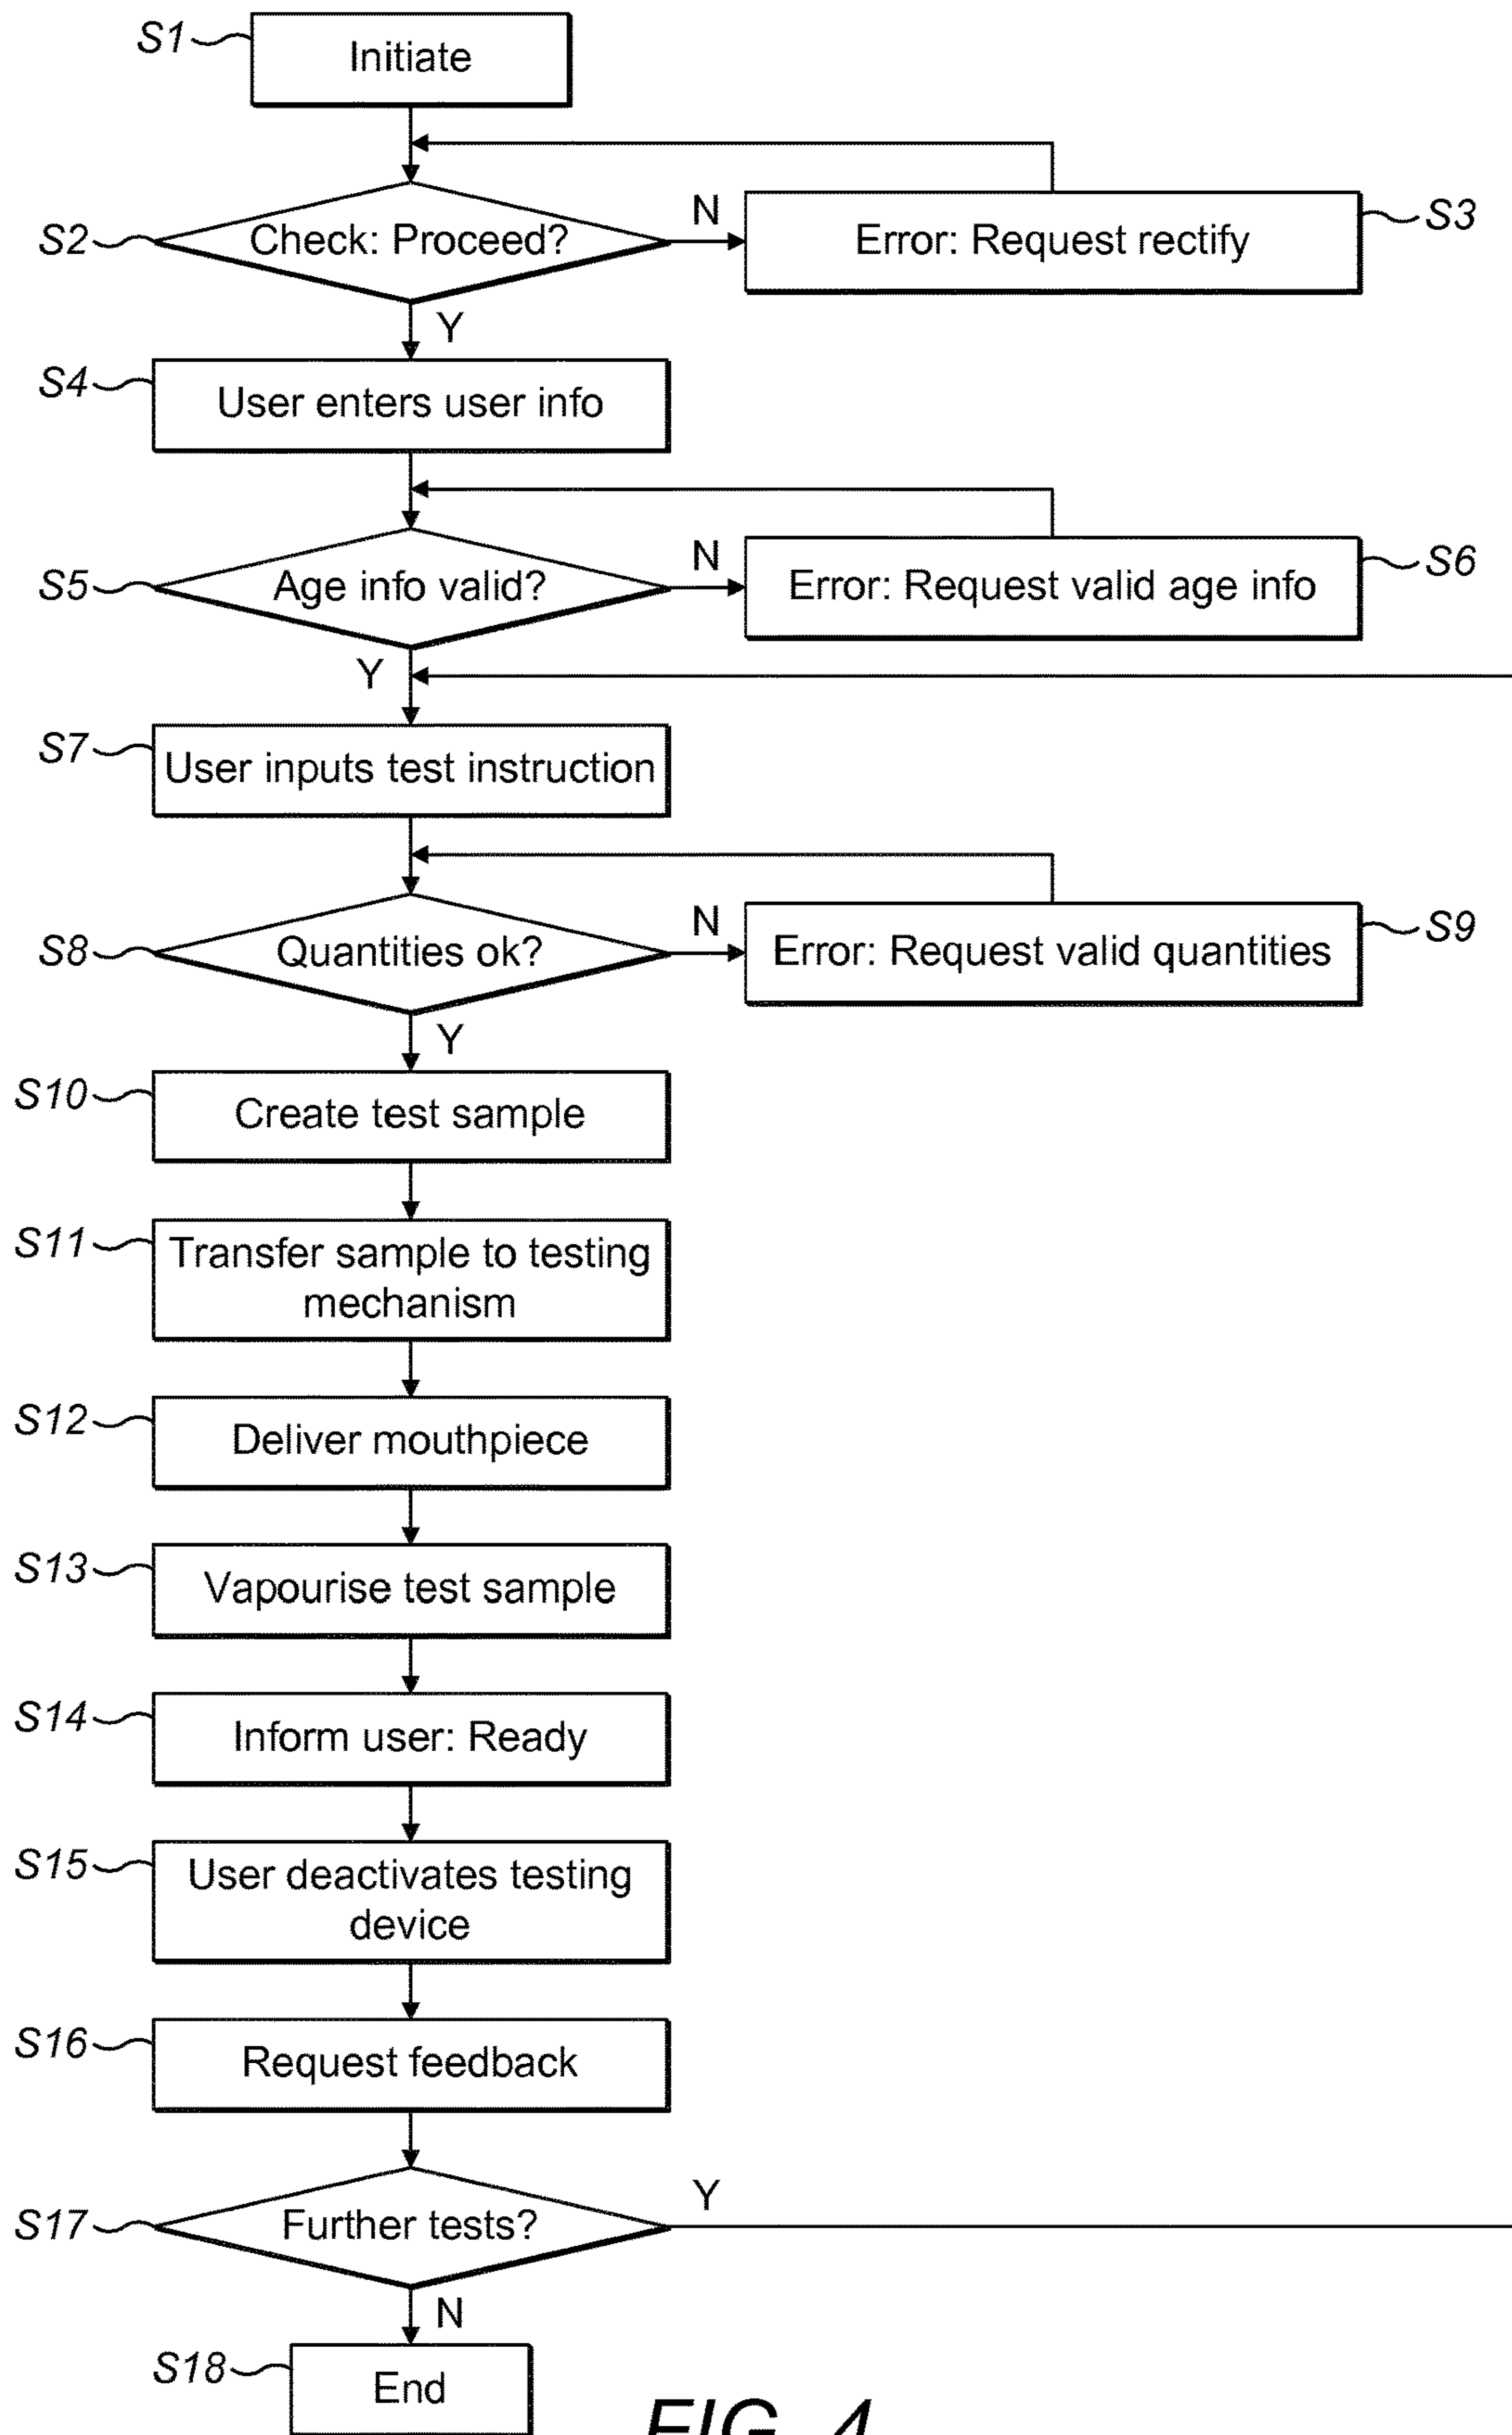 S1
Initiate
S2
Check: Proceed?
N
Error: Request rectify
S3
Y
S4
User enters user info
S5
Age info valid?
N
Error: Request valid age info
S6
Y
S7
User inputs test instruction
S8
Quantities ok?
N
Error: Request valid quantities
S9
Y
S10
Create test sample
S11
Transfer sample to testing
mechanism
S12
Deliver mouthpiece
S13
Vapourise test sample
S14
Inform user: Ready
S15
User deactivates testing
device
S16
Request feedback
S17
Further tests?
Y
N
S18
End
FIG. 4